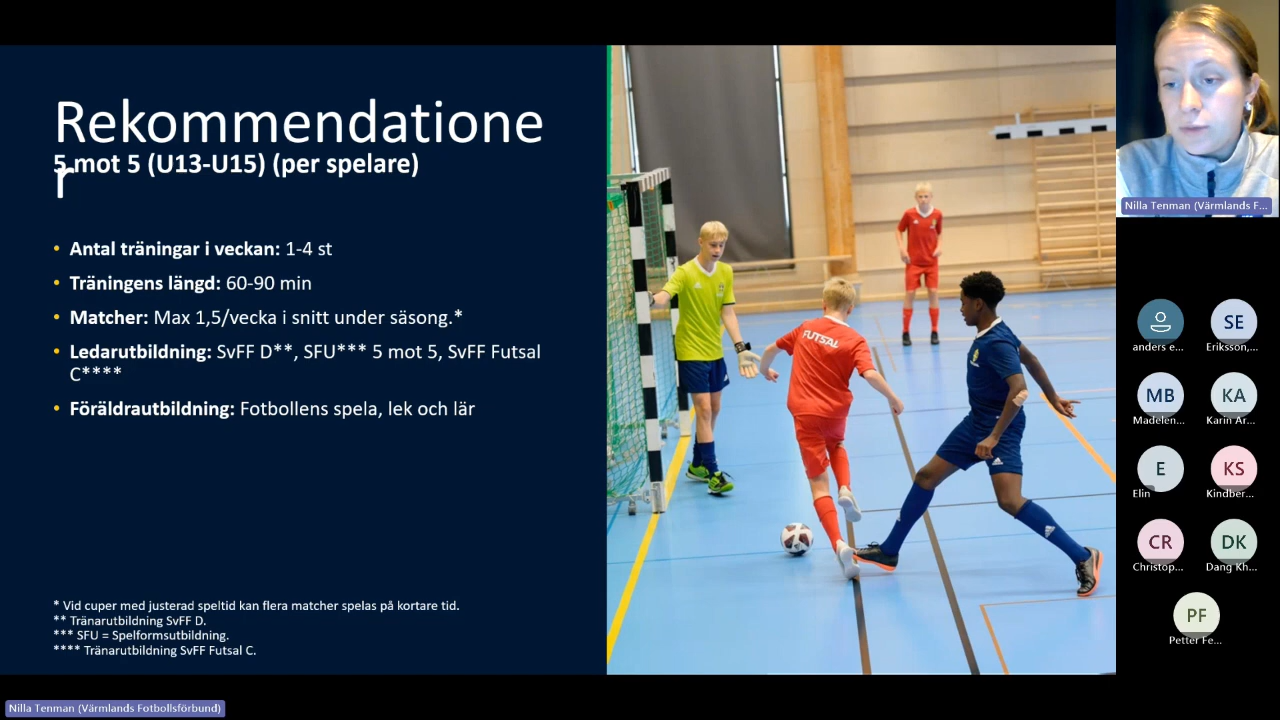 Rekommendatione
r
5 mot 5 (U13-U15) (per spelare)
• Antal träningar i veckan: 1-4 st
• Träningens längd: 60-90 min
• Matcher: Max 1,5/vecka i snitt under säsong.*
• Ledarutbildning: SvFF D**, SFU*** 5 mot 5, SvFF Futsal
C****
• Föräldrautbildning: Fotbollens spela, lek och lär
* Vid cuper med justerad speltid kan flera matcher spelas på kortare tid.
** Tränarutbildning SvFF D.
*** SFU = Spelformsutbildning.
**** Tränarutbildning SvFF Futsal C.
FUTSAL
Nilla Tenman (Värmlands F...
anders e...
SE
Eriksson,...
MB
Madelen...
KA
Karin Ar...
E
Elin
KS
Kindber...
CR
Christop...
DK
Dang Kh...
PF
Petter Fe...
Nilla Tenman (Värmlands Fotbollsförbund)